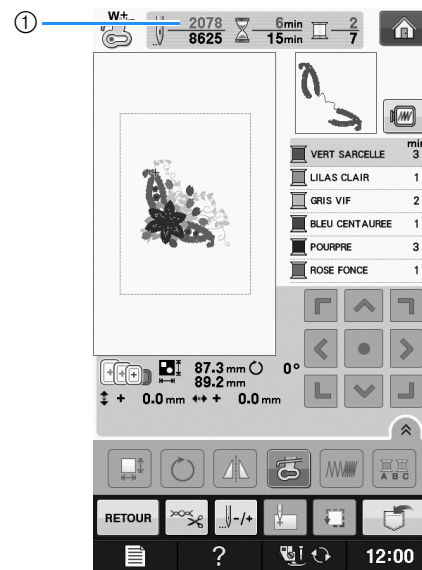 1
W+
2078 6min 2
8625 15min 7
min
VERT SARCELLE 3
LILAS CLAIR 1
GRIS VIF 2
BLEU CENTAUREE 1
POURPRE 3
ROSE FONCE 1
87.3 mm 0°
89.2 mm
+ 0.0 mm + 0.0 mm
A B C
RETOUR -/+
? 12:00